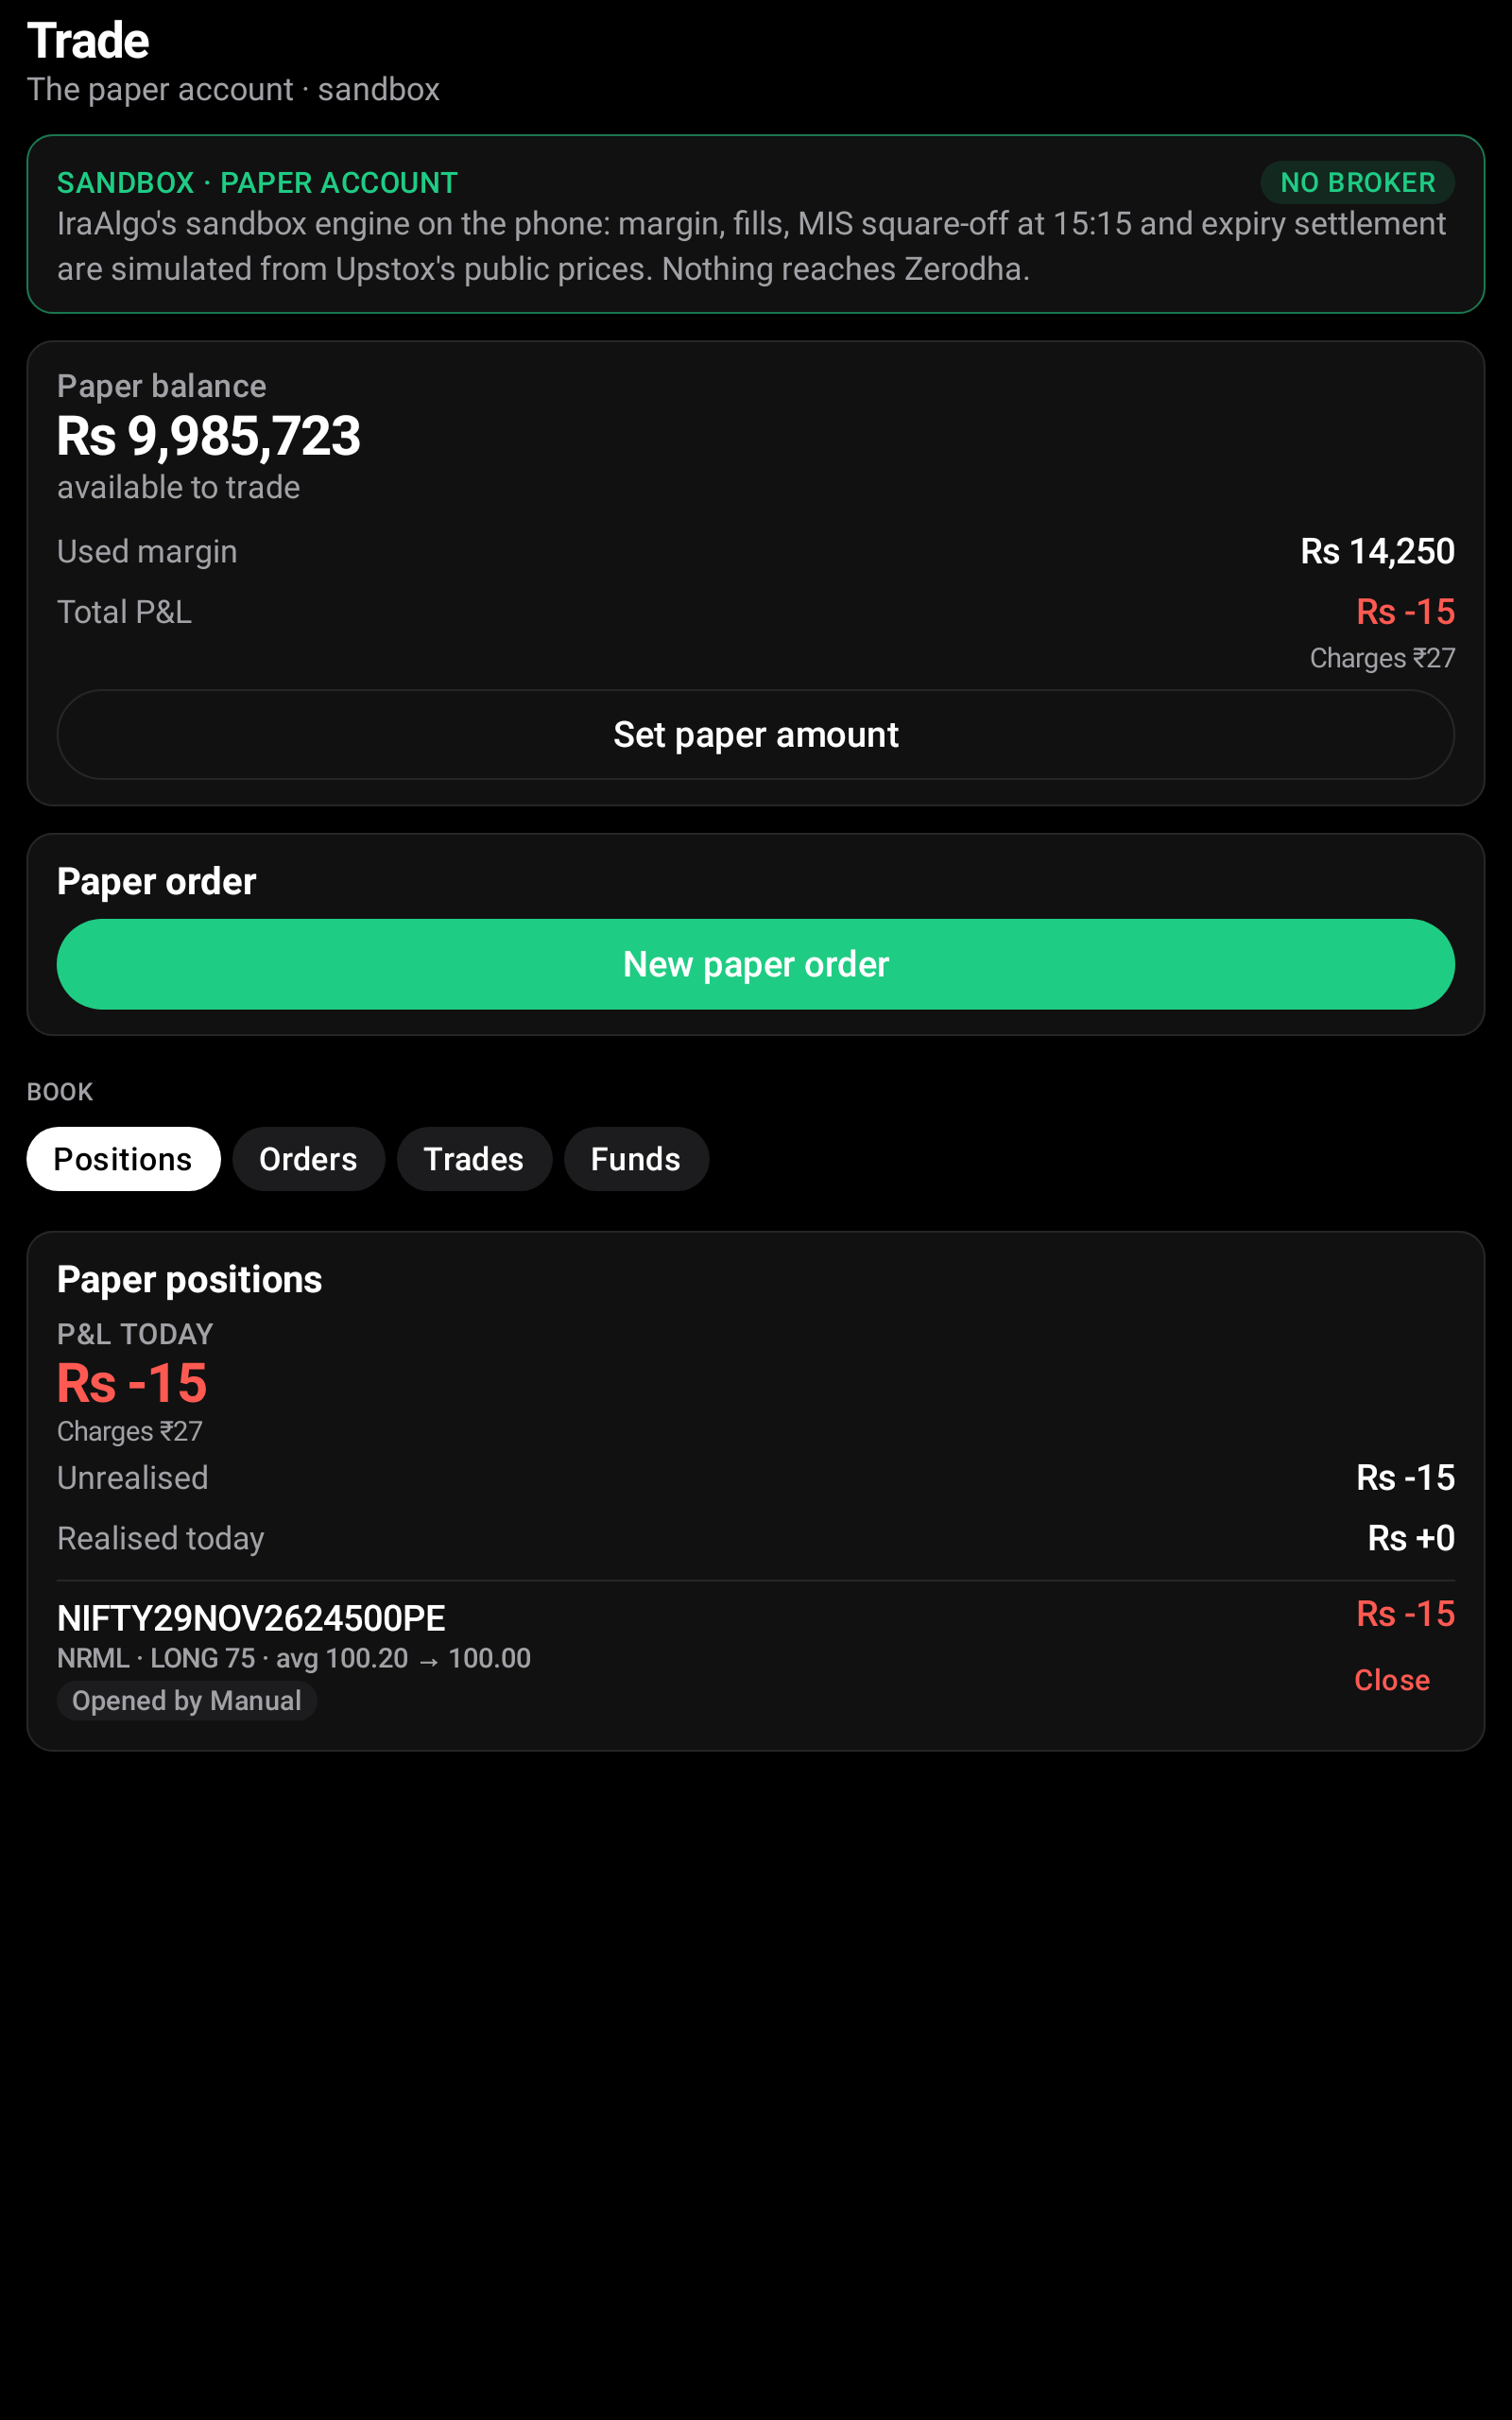 Trade
The paper account · sandbox
SANDBOX · PAPER ACCOUNT
NO BROKER
IraAlgo's sandbox engine on the phone: margin, fills, MIS square-off at 15:15 and expiry settlement
are simulated from Upstox's public prices. Nothing reaches Zerodha.
Paper balance
Rs 9,985,723
available to trade
Used margin
Rs 14,250
Total P&L
Rs -15
Charges ₹27
Set paper amount
Paper order
New paper order
BOOK
Positions
Orders
Trades
Funds
Paper positions
P&L TODAY
Rs -15
Charges ₹27
Unrealised
Rs -15
Realised today
Rs +0
NIFTY29NOV2624500PE
Rs -15
NRML · LONG 75 · avg 100.20 → 100.00
Close
Opened by Manual